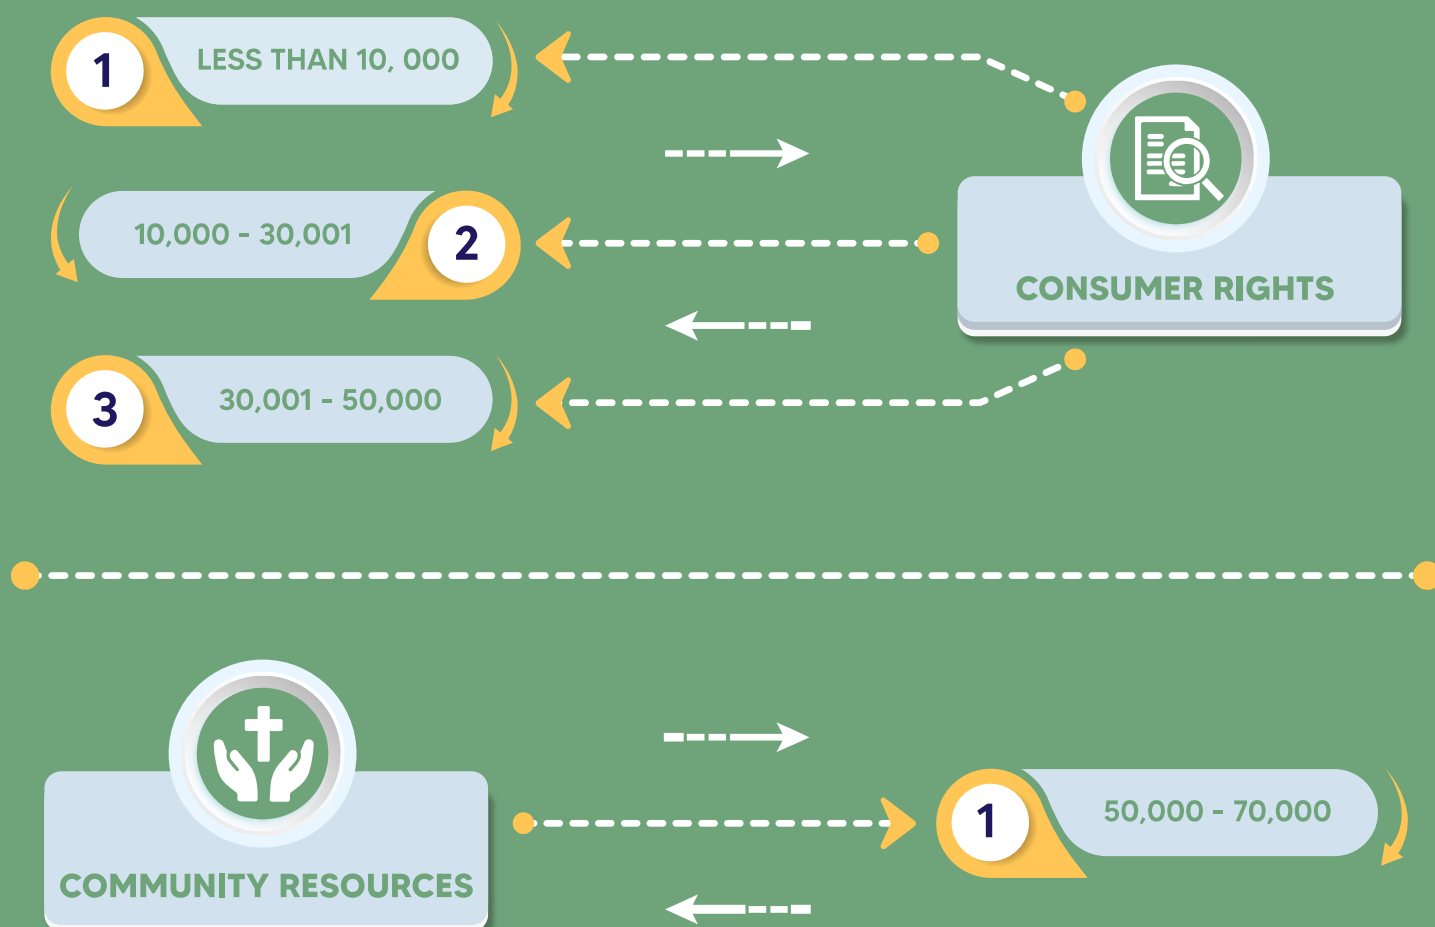 1
LESS THAN 10, 000
10,000 - 30,001
2
CONSUMER RIGHTS
3
30,001 - 50,000
COMMUNITY RESOURCES
1
50,000 - 70,000